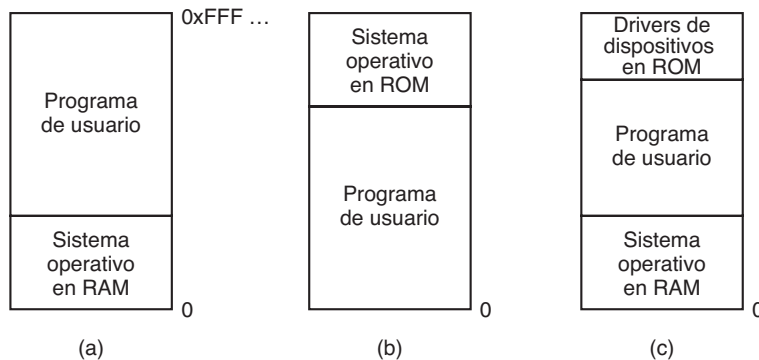 0xFFF …
Programa
de usuario
Sistema
operativo
en RAM
0
(a)
Sistema
operativo
en ROM
Programa
de usuario
0
(b)
Drivers de
dispositivos
en ROM
Programa
de usuario
Sistema
operativo
en RAM
0
(c)